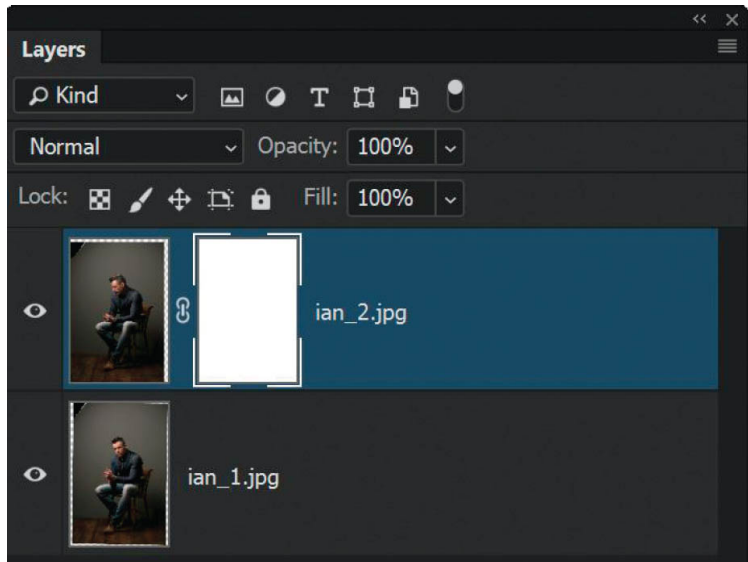 Layers
Kind
Normal Opacity: 100%
Lock: Fill: 100%
ian_2.jpg
ian_1.jpg